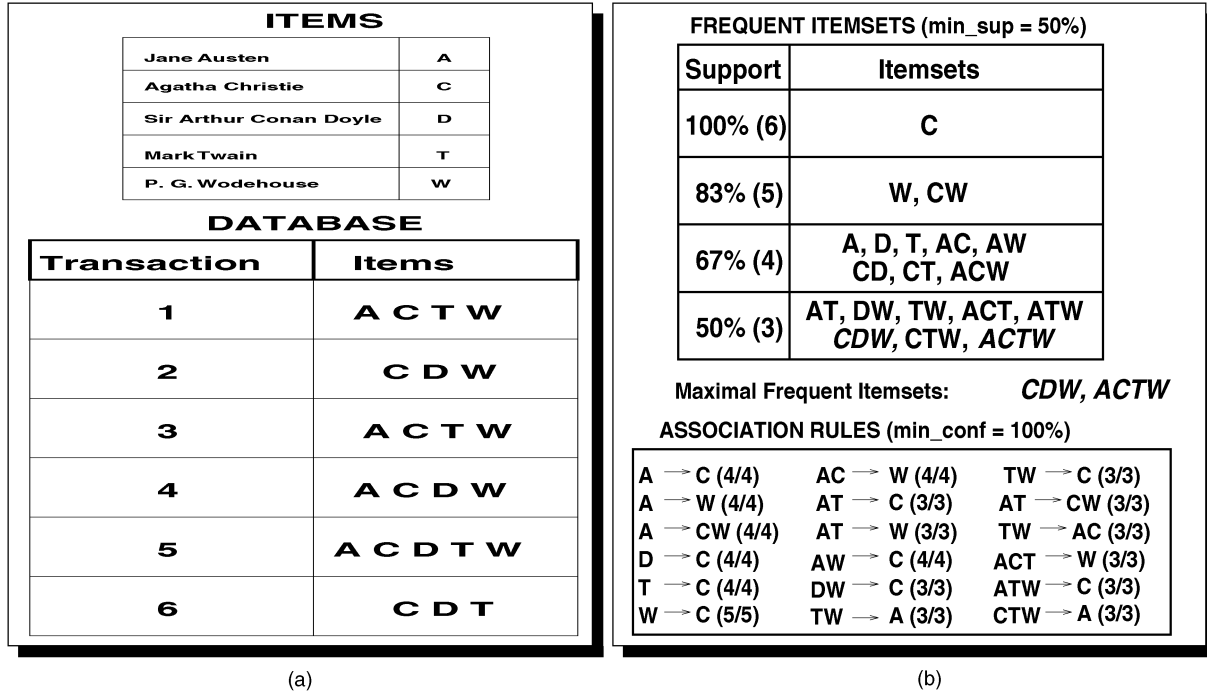 ITEMS
Jane Austen A
Agatha Christie C
Sir Arthur Conan Doyle D
Mark Twain T
P. G. Wodehouse W
DATABASE
Transaction Items
1 A C T W
2 C D W
3 A C T W
4 A C D W
5 A C D T W
6 C D T
(a)
FREQUENT ITEMSETS (min_sup = 50%)
Support Itemsets
100% (6) C
83% (5) W, CW
67% (4) A, D, T, AC, AW
CD, CT, ACW
50% (3) AT, DW, TW, ACT, ATW
CDW, CTW, ACTW
Maximal Frequent Itemsets: CDW, ACTW
ASSOCIATION RULES (min_conf = 100%)
A → C (4/4) AC → W (4/4) TW → C (3/3)
A → W (4/4) AT → C (3/3) AT → CW (3/3)
A → CW (4/4) AT → W (3/3) TW → AC (3/3)
D → C (4/4) AW → C (4/4) ACT → W (3/3)
T → C (4/4) DW → C (3/3) ATW → C (3/3)
W → C (5/5) TW → A (3/3) CTW → A (3/3)
(b)